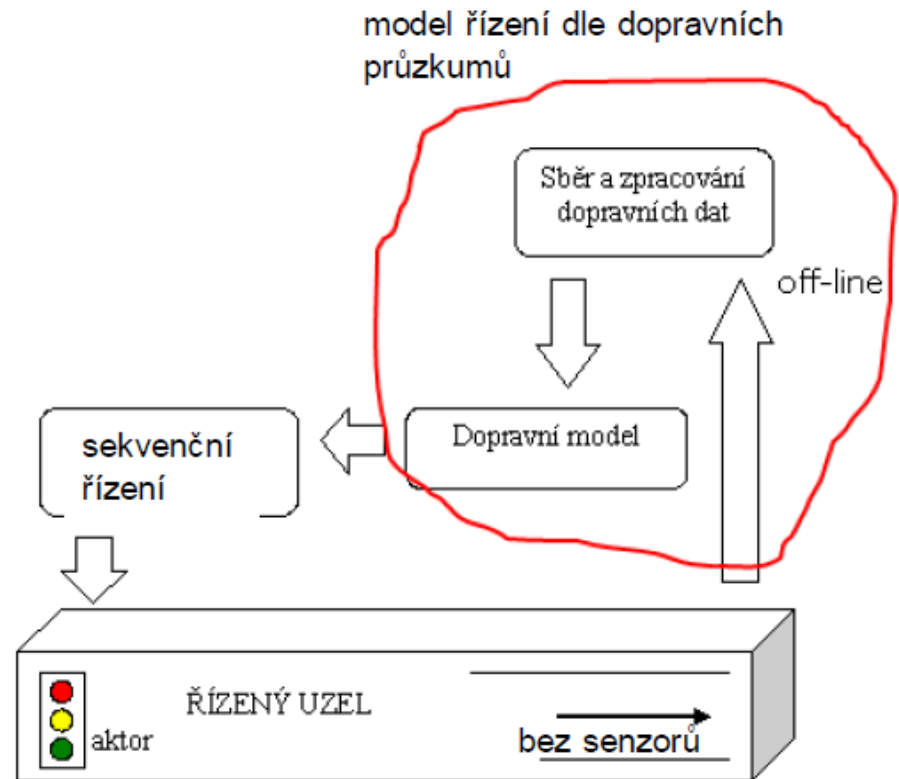 model řízení dle dopravních
průzkumů
Sběr a zpracování
dopravních dat
off-line
Dopravní model
sekvenční
řízení
ŘÍZENÝ UZEL
aktor
bez senzorů